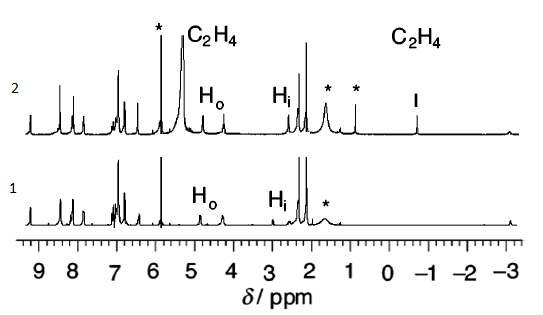 * C₂H₄ C₂H₄
2 Hₒ Hᵢ * * I
1 Hₒ Hᵢ *
9 8 7 6 5 4 3 2 1 0 −1 −2 −3
δ/ ppm